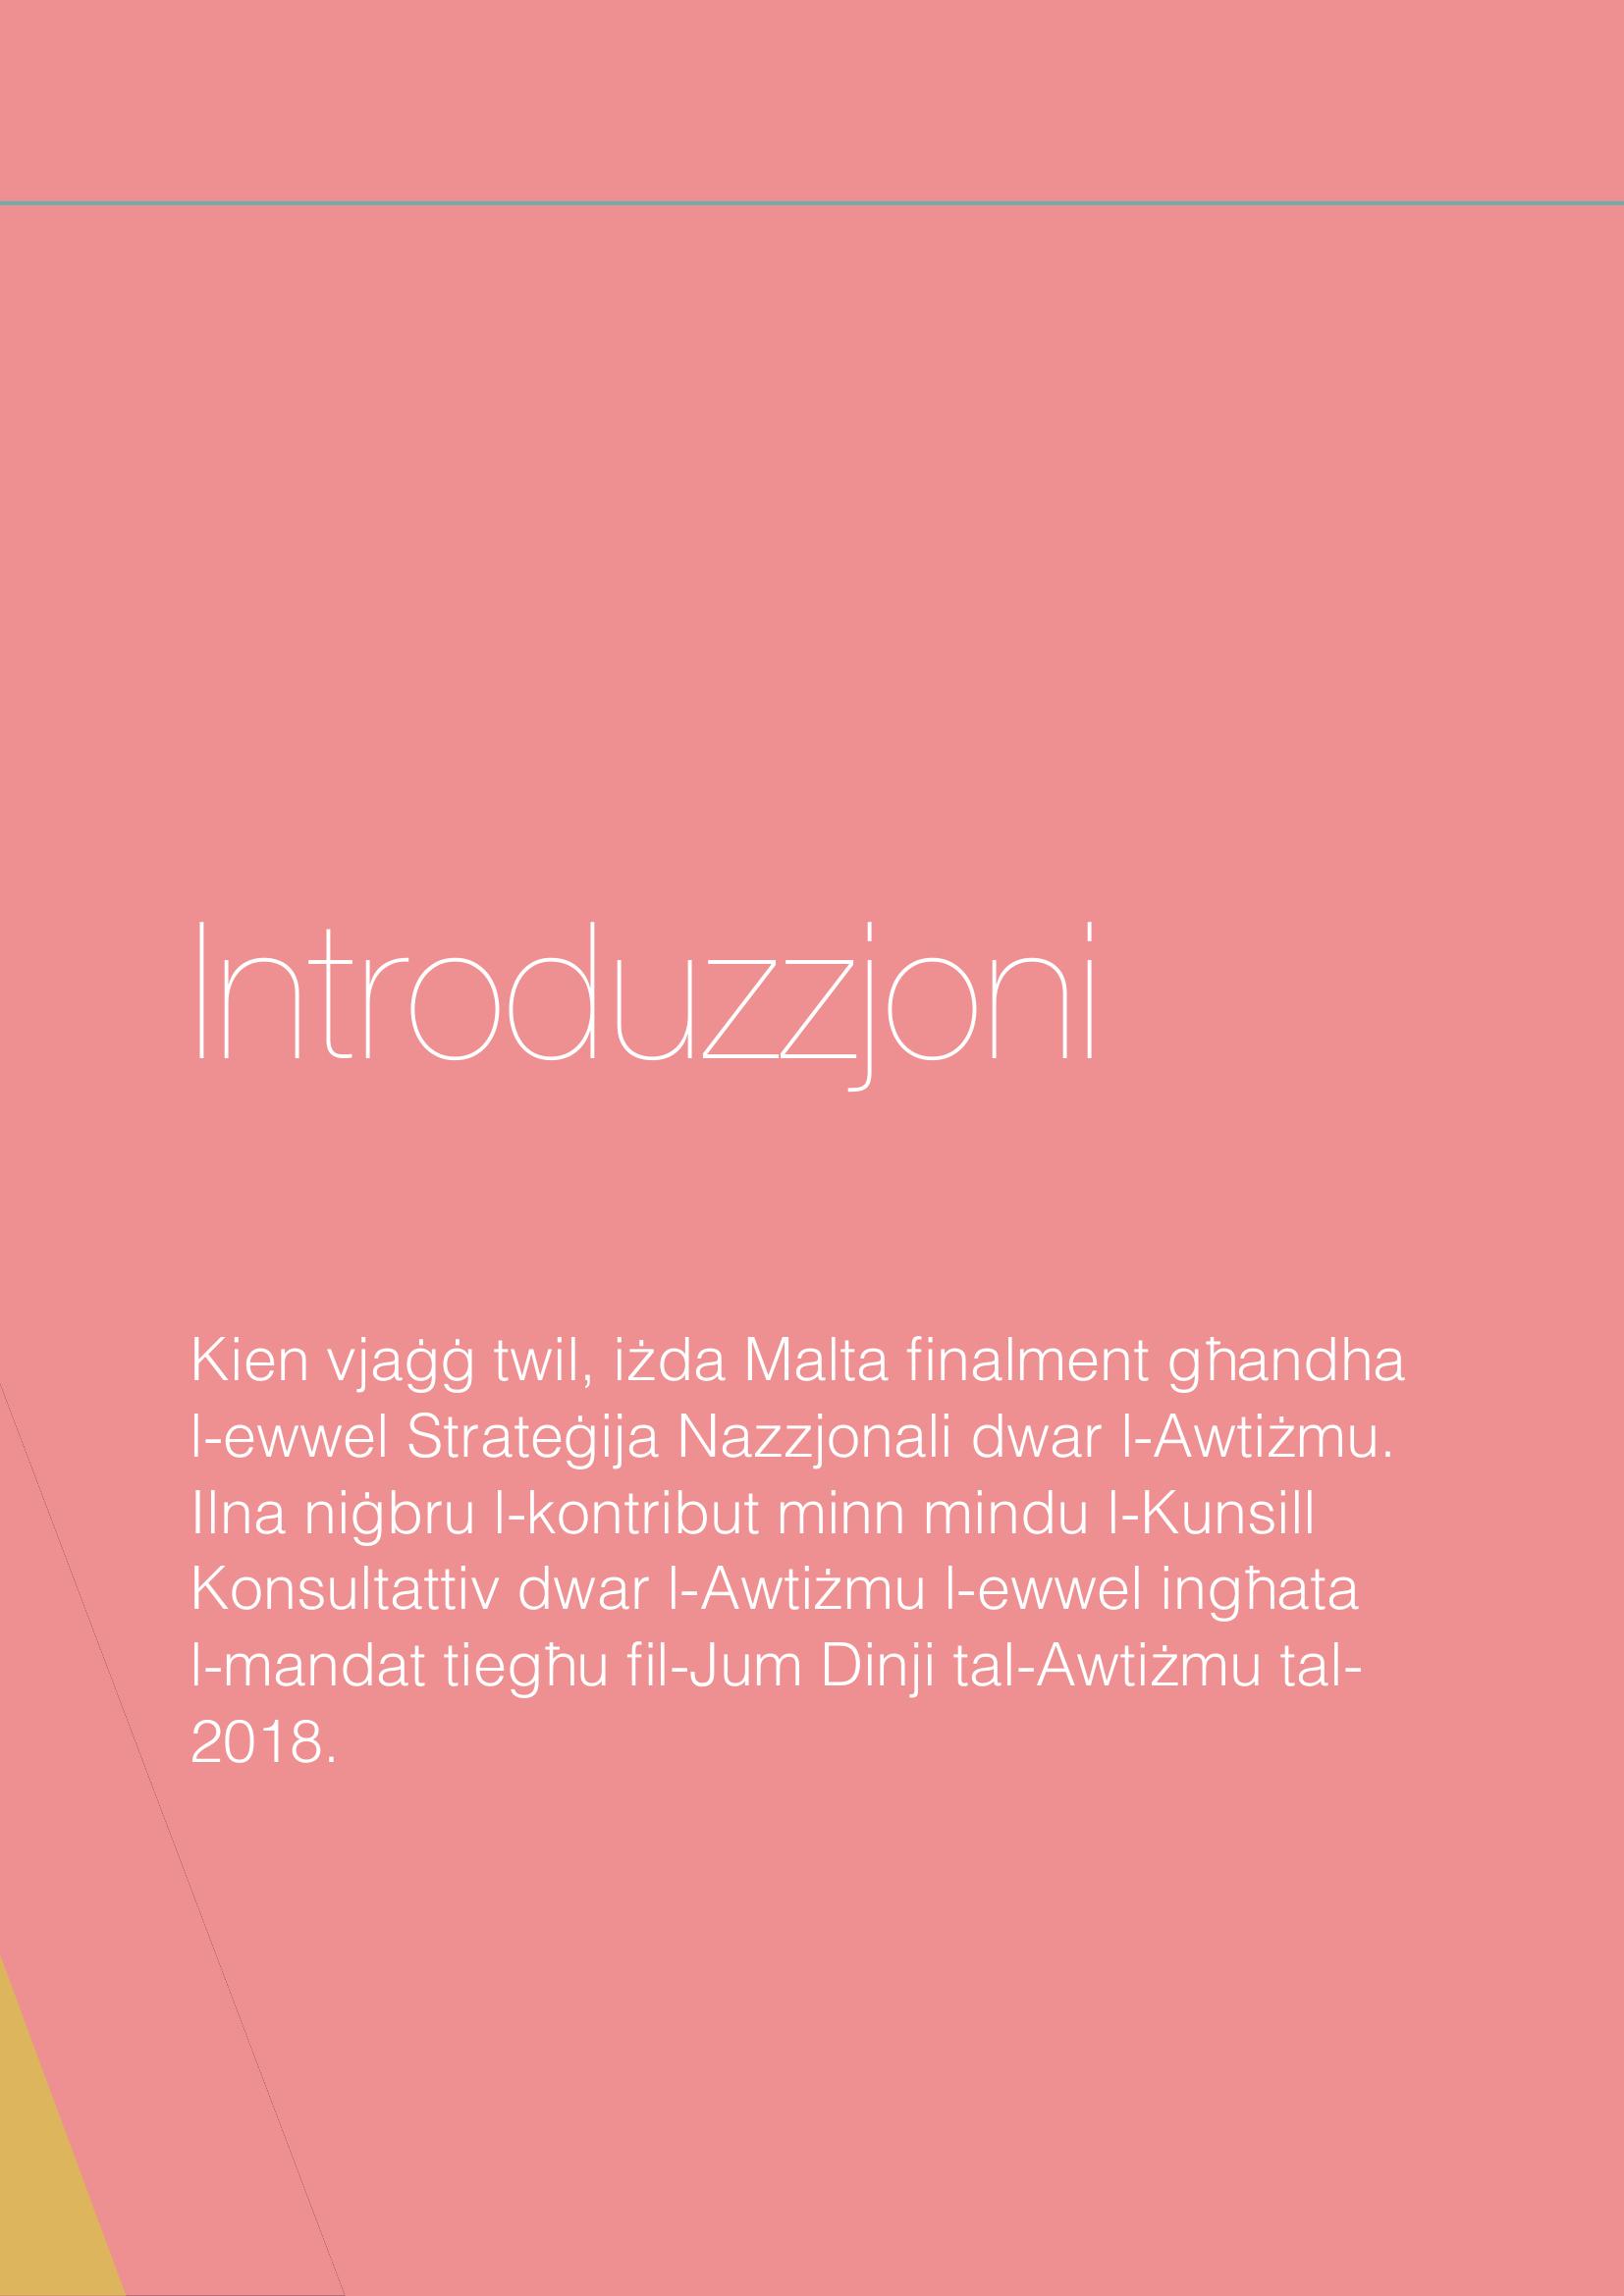 Introduzzjoni
Kien vjaġġ twil, iżda Malta finalment għandha
l-ewwel Strateġija Nazzjonali dwar l-Awtiżmu.
Ilna niġbru l-kontribut minn mindu l-Kunsill
Konsultattiv dwar l-Awtiżmu l-ewwel ingħata
l-mandat tiegħu fil-Jum Dinji tal-Awtiżmu tal-
2018.